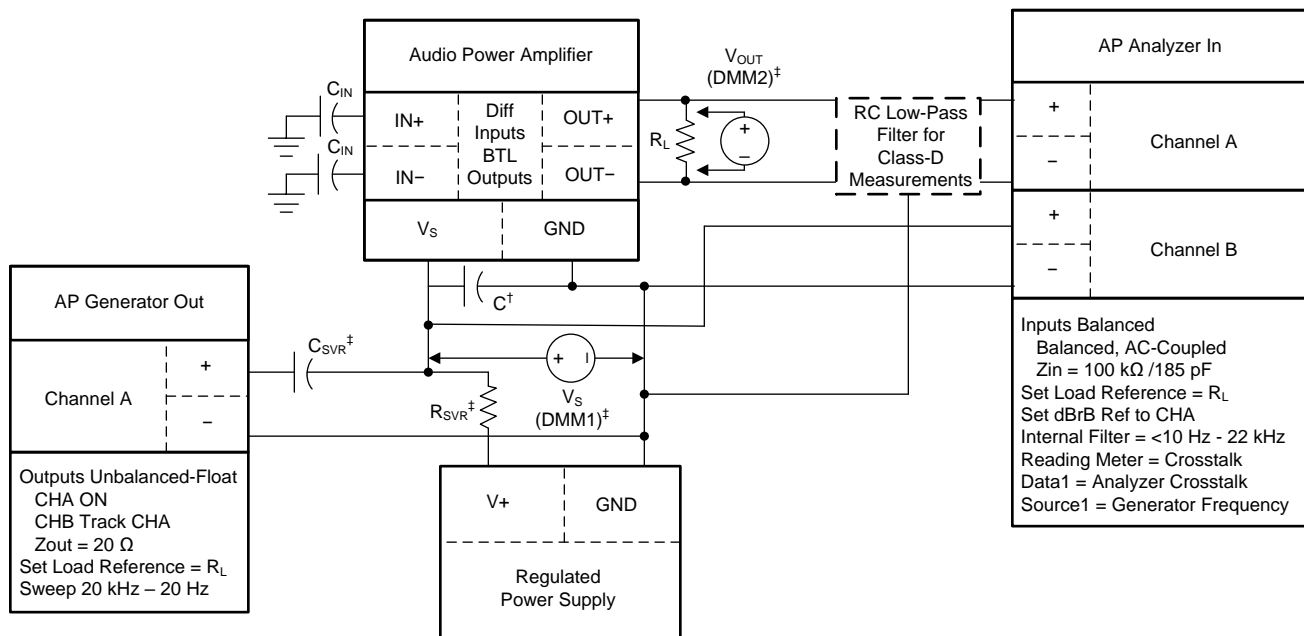 Audio Power Amplifier
C_IN
IN+
C_IN
IN−
Diff
Inputs
BTL
Outputs
OUT+
OUT−
V_S
GND
C†
R_L
V_OUT
(DMM2)‡
+
−
RC Low-Pass
Filter for
Class-D
Measurements
AP Analyzer In
+
−
Channel A
+
−
Channel B
Inputs Balanced
Balanced, AC-Coupled
Zin = 100 kΩ /185 pF
Set Load Reference = R_L
Set dBrB Ref to CHA
Internal Filter = <10 Hz - 22 kHz
Reading Meter = Crosstalk
Data1 = Analyzer Crosstalk
Source1 = Generator Frequency
AP Generator Out
Channel A
+
−
Outputs Unbalanced-Float
CHA ON
CHB Track CHA
Zout = 20 Ω
Set Load Reference = R_L
Sweep 20 kHz – 20 Hz
C_SVR‡
R_SVR‡
+
−
V_S
(DMM1)‡
V+
GND
Regulated
Power Supply